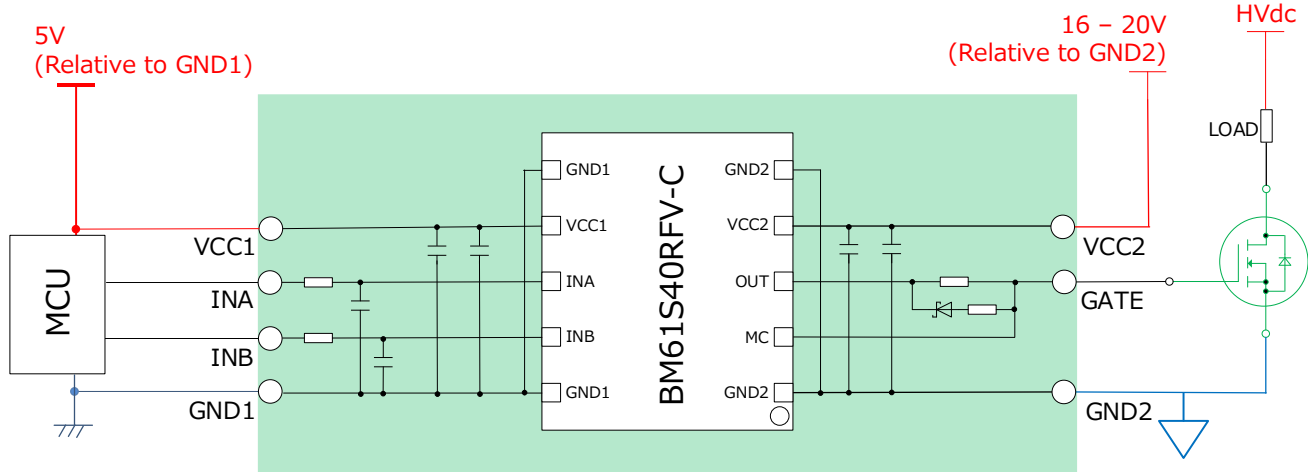 HVdc
5V
(Relative to GND1)
16 – 20V
(Relative to GND2)
LOAD
GND1
GND2
VCC1
VCC2
VCC1
VCC2
MCU
INA
INA
OUT
GATE
BM61S40RFV-C
INB
INB
MC
GND1
GND1
GND2
GND2